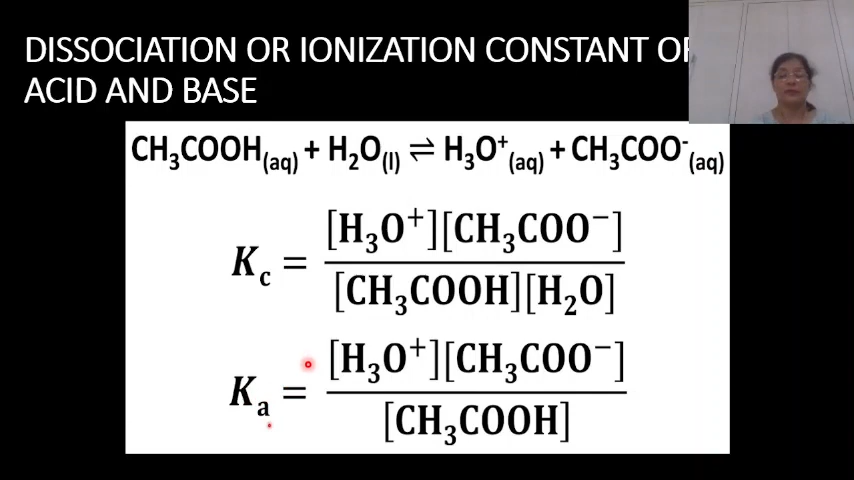 DISSOCIATION OR IONIZATION CONSTANT OF
ACID AND BASE
CH₃COOH(aq) + H₂O(l) ⇌ H₃O⁺(aq) + CH₃COO⁻(aq)
Kc = [H₃O⁺][CH₃COO⁻] / [CH₃COOH][H₂O]
Ka = [H₃O⁺][CH₃COO⁻] / [CH₃COOH]